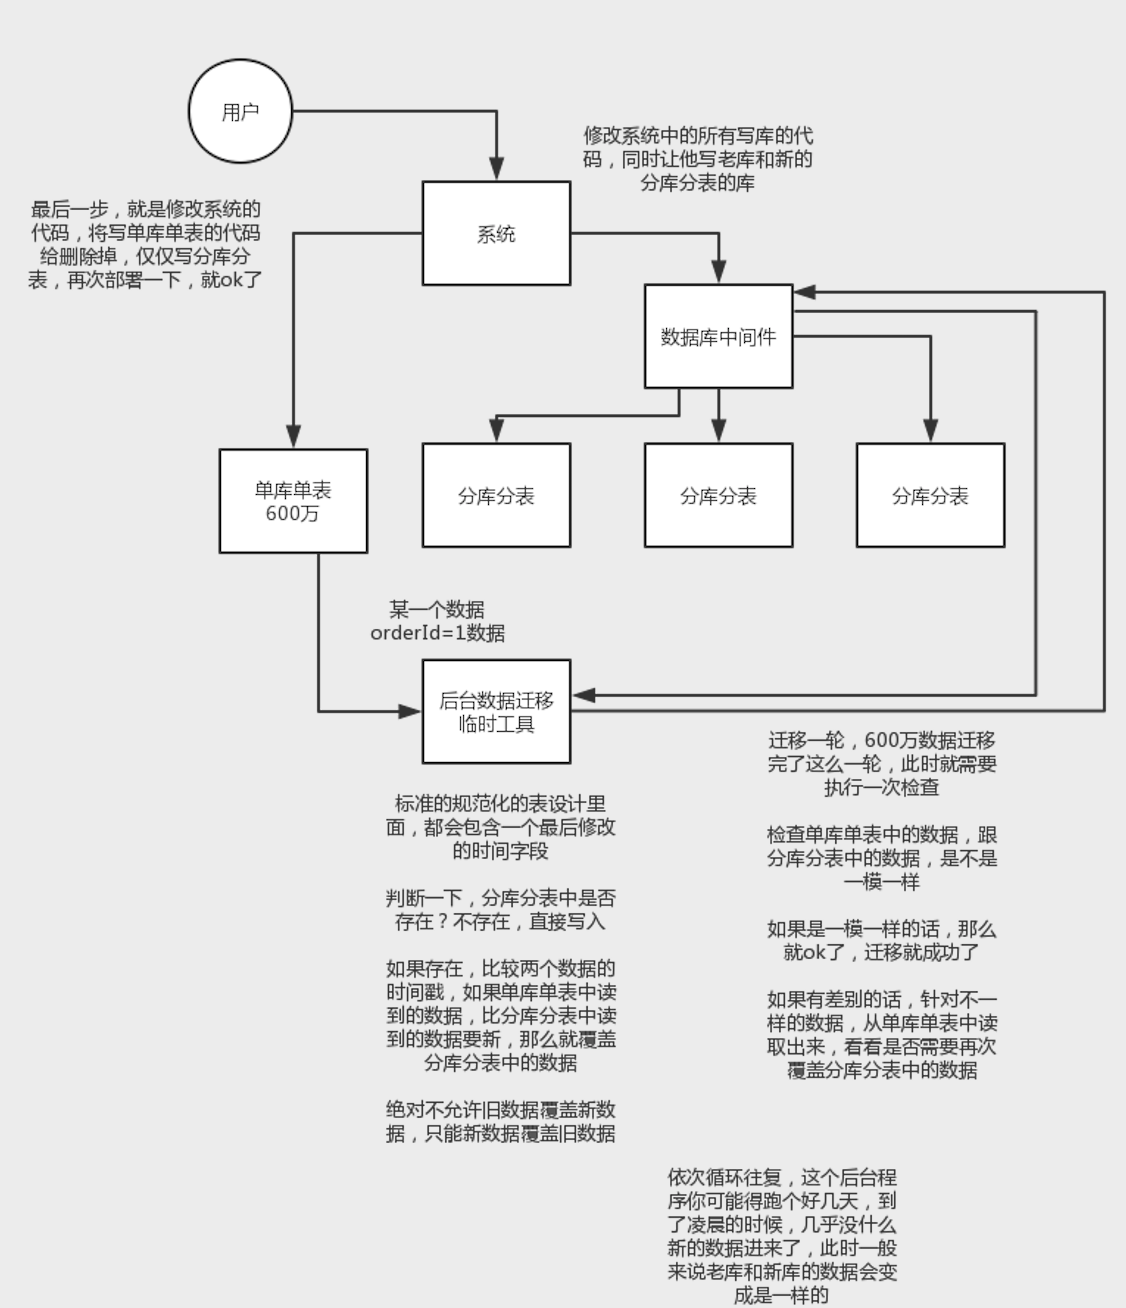 用户
修改系统中的所有写库的代
码，同时让他写老库和新的
分库分表的库
最后一步，就是修改系统的
代码，将写单库单表的代码
给删除掉，仅仅写分库分
表，再次部署一下，就ok了
系统
数据库中间件
单库单表
600万
分库分表
分库分表
分库分表
某一个数据
orderId=1数据
后台数据迁移
临时工具
标准的规范化的表设计里
面，都会包含一个最后修改
的时间字段
判断一下，分库分表中是否
存在？不存在，直接写入
如果存在，比较两个数据的
时间戳，如果单库单表中读
到的数据，比分库分表中读
到的数据要新，那么就覆盖
分库分表中的数据
绝对不允许旧数据覆盖新数
据，只能新数据覆盖旧数据
迁移一轮，600万数据迁移
完了这么一轮，此时就需要
执行一次检查
检查单库单表中的数据，跟
分库分表中的数据，是不是
一模一样
如果是一模一样的话，那么
就ok了，迁移就成功了
如果有差别的话，针对不一
样的数据，从单库单表中读
取出来，看看是否需要再次
覆盖分库分表中的数据
依次循环往复，这个后台程
序你可能得跑个好几天，到
了凌晨的时候，几乎没什么
新的数据进来了，此时一般
来说老库和新库的数据会变
成是一样的